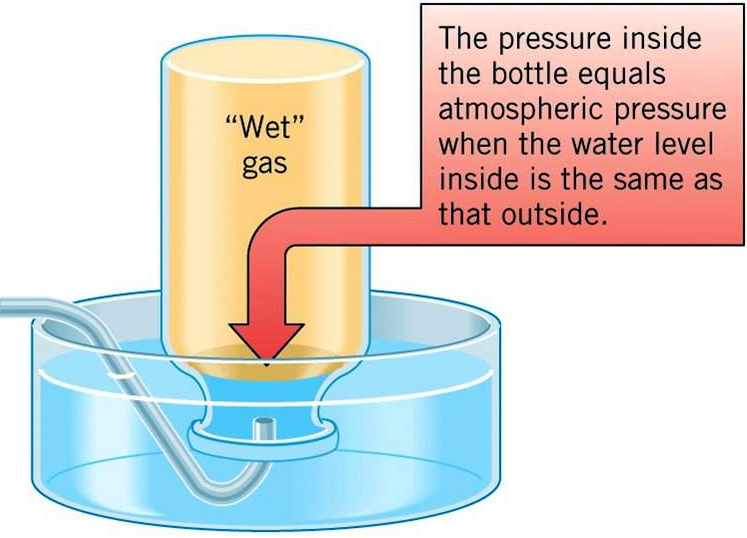 “Wet”
gas
The pressure inside
the bottle equals
atmospheric pressure
when the water level
inside is the same as
that outside.